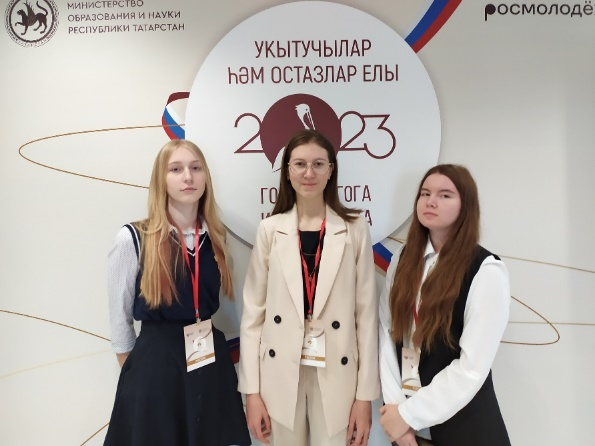 МИНИСТЕРСТВО
ОБРАЗОВАНИЯ И НАУКИ
РЕСПУБЛИКИ ТАТАРСТАН
РОСМОЛОДЁ
УКЫТУЧЫЛАР
ҺӘМ ОСТАЗЛАР ЕЛЫ
2023